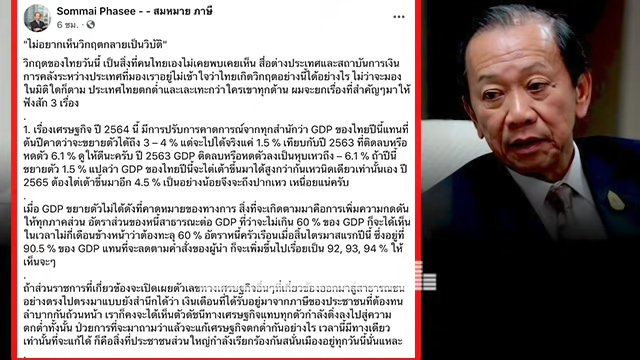 Sommai Phasee - - สมหมาย ภาษี
6 ชม. ·
"ไม่อยากเห็นวิกฤตกลายเป็นวิบัติ"
วิกฤตของไทยวันนี้ เป็นสิ่งที่คนไทยเองไม่เคยพบเคยเห็น สื่อต่างประเทศและสถาบันการเงิน
การคลังระหว่างประเทศที่มองเราอยู่ไม่เข้าใจว่าไทยเกิดวิกฤตอย่างนี้ได้อย่างไร ไม่ว่าจะมอง
ในมิติใดก็ตาม ประเทศไทยตกต่ำและเละเทะกว่าใครเขาทุกด้าน ผมจะยกเรื่องที่สำคัญๆมาให้
ฟังสัก 3 เรื่อง
.
1. เรื่องเศรษฐกิจ ปี 2564 นี้ มีการปรับการคาดการณ์จากทุกสำนักว่า GDP ของไทยปีนี้แทนที่
ต้นปีคาดว่าจะขยายตัวได้ถึง 3 – 4 % แต่จะไปได้จริงแค่ 1.5 % เทียบกับปี 2563 ที่ติดลบหรือ
หดตัว 6.1 % ดูให้ดีนะครับ ปี 2563 GDP ติดลบหรือหดตัวลงเป็นหุบเหวถึง – 6.1 % ถ้าปีนี้
ขยายตัว 1.5 % แปลว่า GDP ของไทยปีนี้จะไต่เต้าขึ้นมาได้สูงกว่าก้นเหวนิดเดียวเท่านั้นเอง ปี
2565 ต้องไต่เต้าขึ้นมาอีก 4.5 % เป็นอย่างน้อยจึงจะถึงปากเหว เหนื่อยแน่ครับ
.
เมื่อ GDP ขยายตัวไม่ได้ดังที่คาดหมายของทางการ สิ่งที่จะเกิดตามมาคือการเพิ่มความกดดัน
ให้ทุกภาคส่วน อัตราส่วนของหนี้สาธารณะต่อ GDP ที่ว่าจะไม่เกิน 60 % ของ GDP ก็จะได้เห็น
ในเวลาไม่กี่เดือนข้างหน้าว่าต้องทะลุ 60 % อัตราหนี้ครัวเรือนเมื่อสิ้นไตรมาสแรกปีนี้ ซึ่งอยู่ที่
90.5 % ของ GDP แทนที่จะลดตามคำสั่งของผู้นำ ก็จะเพิ่มขึ้นไปเรื่อยเป็น 92, 93, 94 % ให้
เห็นจะๆ
.
ถ้าส่วนราชการที่เกี่ยวข้องจะเปิดเผยตัวเลขทางเศรษฐกิจอื่นๆที่เกี่ยวข้องออกมาสู่สาธารณชน
อย่างตรงไปตรงมาแบบยังสำนึกได้ว่า เงินเดือนที่ได้รับอยู่มาจากภาษีของประชาชนที่ต้องทน
ลำบากกันถ้วนหน้า เราก็คงจะได้เห็นตัวดัชนีทางเศรษฐกิจแทบทุกตัวกำลังดิ่งลงไปสู่ความ
ตกต่ำทั้งนั้น ป่วยการที่จะมาถามว่าแล้วจะแก้เศรษฐกิจตกต่ำกันอย่างไร เวลานี้มีทางเดียว
เท่านั้นที่จะแก้ได้ ก็คือสิ่งที่ประชาชนส่วนใหญ่กำลังเรียกร้องกันสนั่นเมืองอยู่ทุกวันนี้นั่นแหละ